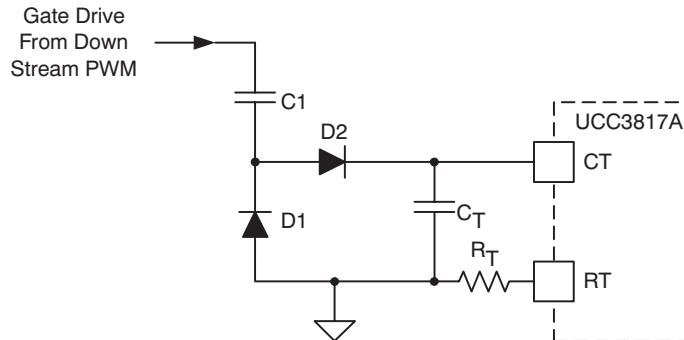 Gate Drive
From Down
Stream PWM
C1
D2
UCC3817A
CT
D1
CT
RT
RT